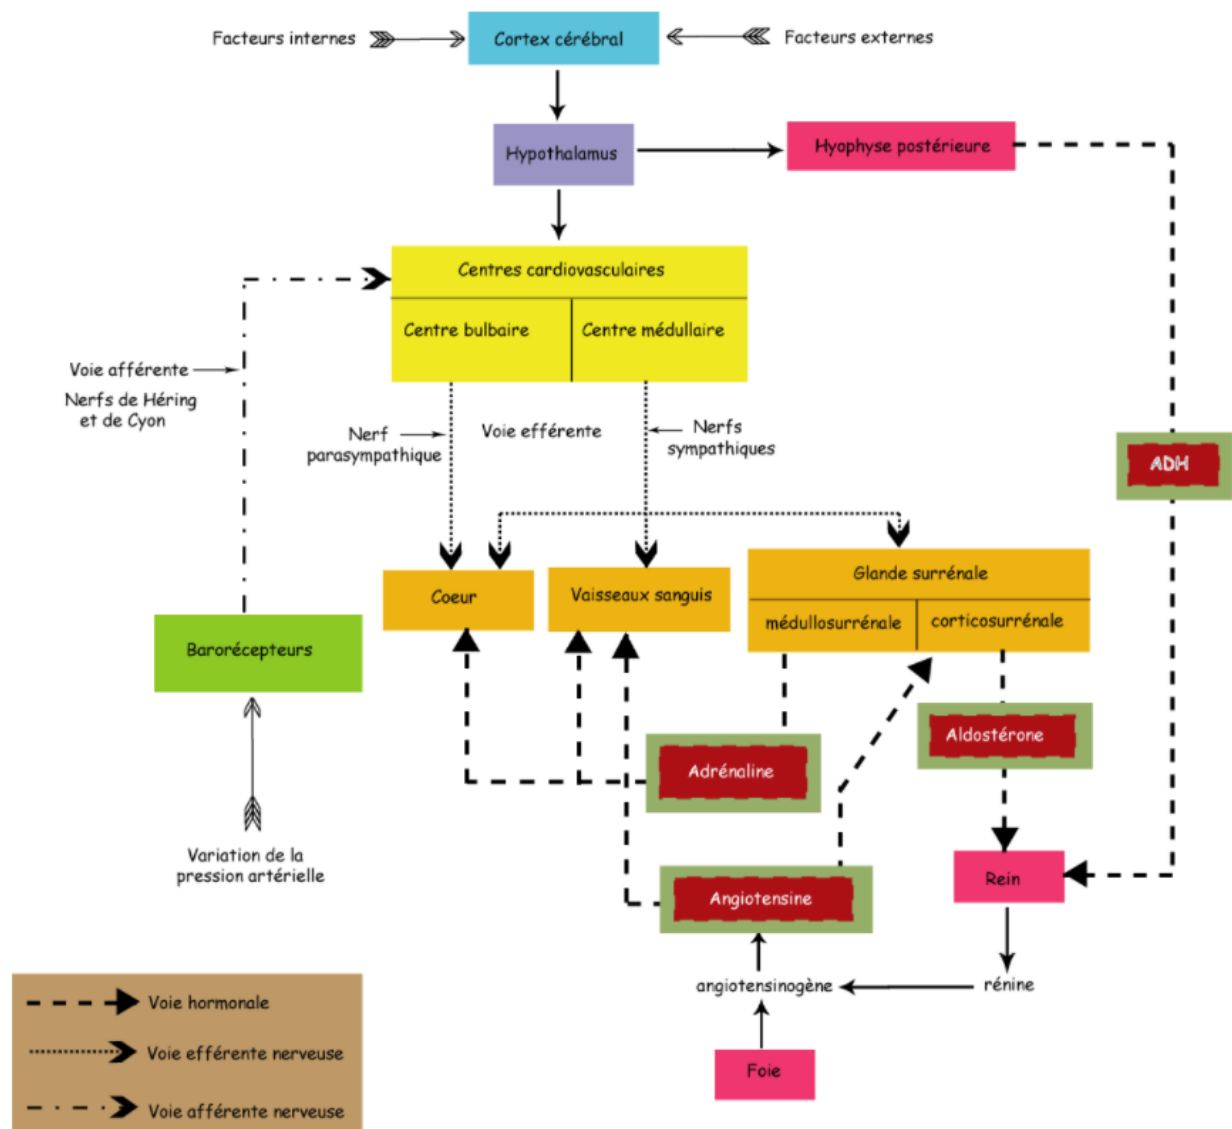 Facteurs internes
Cortex cérébral
Facteurs externes
Hypothalamus
Hyophyse postérieure
Centres cardiovasculaires
Centre bulbaire
Centre médullaire
Voie afférente
Nerfs de Héring
et de Cyon
Nerf
parasympathique
Voie efférente
Nerfs
sympathiques
ADH
Coeur
Vaisseaux sanguis
Glande surrénale
médullosurrénale
corticosurrénale
Barorécepteurs
Aldostérone
Adrénaline
Variation de la
pression artérielle
Rein
Angiotensine
angiotensinogène
rénine
Foie
Voie hormonale
Voie efférente nerveuse
Voie afférente nerveuse